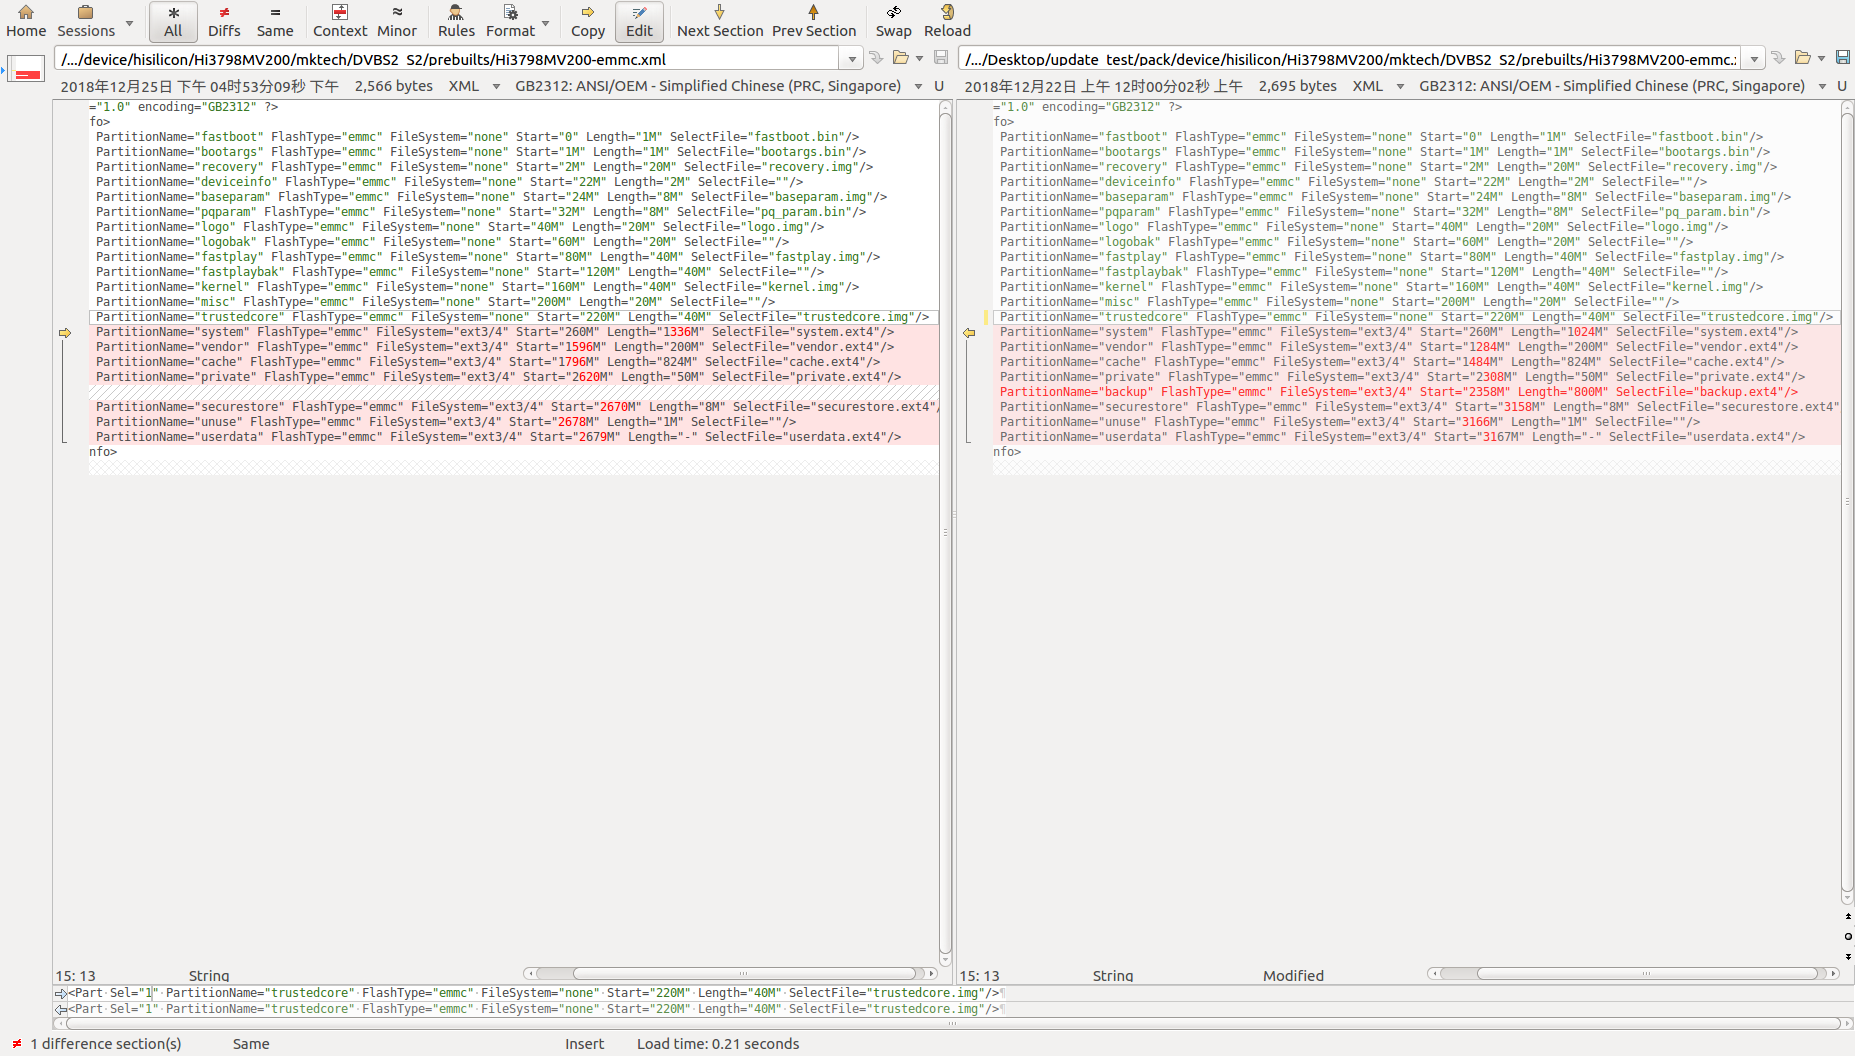 Home Sessions All Diffs Same Context Minor Rules Format Copy Edit Next Section Prev Section Swap Reload
/.../device/hisilicon/Hi3798MV200/mktech/DVBS2_S2/prebuilts/Hi3798MV200-emmc.xml
2018年12月25日 下午 04时53分09秒 下午 2,566 bytes XML GB2312: ANSI/OEM - Simplified Chinese (PRC, Singapore) U
="1.0" encoding="GB2312" ?>
fo>
PartitionName="fastboot" FlashType="emmc" FileSystem="none" Start="0" Length="1M" SelectFile="fastboot.bin"/>
PartitionName="bootargs" FlashType="emmc" FileSystem="none" Start="1M" Length="1M" SelectFile="bootargs.bin"/>
PartitionName="recovery" FlashType="emmc" FileSystem="none" Start="2M" Length="20M" SelectFile="recovery.img"/>
PartitionName="deviceinfo" FlashType="emmc" FileSystem="none" Start="22M" Length="2M" SelectFile=""/>
PartitionName="baseparam" FlashType="emmc" FileSystem="none" Start="24M" Length="8M" SelectFile="baseparam.img"/>
PartitionName="pqparam" FlashType="emmc" FileSystem="none" Start="32M" Length="8M" SelectFile="pq_param.bin"/>
PartitionName="logo" FlashType="emmc" FileSystem="none" Start="40M" Length="20M" SelectFile="logo.img"/>
PartitionName="logobak" FlashType="emmc" FileSystem="none" Start="60M" Length="20M" SelectFile=""/>
PartitionName="fastplay" FlashType="emmc" FileSystem="none" Start="80M" Length="40M" SelectFile="fastplay.img"/>
PartitionName="fastplaybak" FlashType="emmc" FileSystem="none" Start="120M" Length="40M" SelectFile=""/>
PartitionName="kernel" FlashType="emmc" FileSystem="none" Start="160M" Length="40M" SelectFile="kernel.img"/>
PartitionName="misc" FlashType="emmc" FileSystem="none" Start="200M" Length="20M" SelectFile=""/>
PartitionName="trustedcore" FlashType="emmc" FileSystem="none" Start="220M" Length="40M" SelectFile="trustedcore.img"/>
PartitionName="system" FlashType="emmc" FileSystem="ext3/4" Start="260M" Length="1336M" SelectFile="system.ext4"/>
PartitionName="vendor" FlashType="emmc" FileSystem="ext3/4" Start="1596M" Length="200M" SelectFile="vendor.ext4"/>
PartitionName="cache" FlashType="emmc" FileSystem="ext3/4" Start="1796M" Length="824M" SelectFile="cache.ext4"/>
PartitionName="private" FlashType="emmc" FileSystem="ext3/4" Start="2620M" Length="50M" SelectFile="private.ext4"/>
PartitionName="securestore" FlashType="emmc" FileSystem="ext3/4" Start="2670M" Length="8M" SelectFile="securestore.ext4"/
PartitionName="unuse" FlashType="emmc" FileSystem="ext3/4" Start="2678M" Length="1M" SelectFile=""/>
PartitionName="userdata" FlashType="emmc" FileSystem="ext3/4" Start="2679M" Length="-" SelectFile="userdata.ext4"/>
nfo>
15: 13 String
/.../Desktop/update_test/pack/device/hisilicon/Hi3798MV200/mktech/DVBS2_S2/prebuilts/Hi3798MV200-emmc.:
2018年12月22日 上午 12时00分02秒 上午 2,695 bytes XML GB2312: ANSI/OEM - Simplified Chinese (PRC, Singapore) U
="1.0" encoding="GB2312" ?>
fo>
PartitionName="fastboot" FlashType="emmc" FileSystem="none" Start="0" Length="1M" SelectFile="fastboot.bin"/>
PartitionName="bootargs" FlashType="emmc" FileSystem="none" Start="1M" Length="1M" SelectFile="bootargs.bin"/>
PartitionName="recovery" FlashType="emmc" FileSystem="none" Start="2M" Length="20M" SelectFile="recovery.img"/>
PartitionName="deviceinfo" FlashType="emmc" FileSystem="none" Start="22M" Length="2M" SelectFile=""/>
PartitionName="baseparam" FlashType="emmc" FileSystem="none" Start="24M" Length="8M" SelectFile="baseparam.img"/>
PartitionName="pqparam" FlashType="emmc" FileSystem="none" Start="32M" Length="8M" SelectFile="pq_param.bin"/>
PartitionName="logo" FlashType="emmc" FileSystem="none" Start="40M" Length="20M" SelectFile="logo.img"/>
PartitionName="logobak" FlashType="emmc" FileSystem="none" Start="60M" Length="20M" SelectFile=""/>
PartitionName="fastplay" FlashType="emmc" FileSystem="none" Start="80M" Length="40M" SelectFile="fastplay.img"/>
PartitionName="fastplaybak" FlashType="emmc" FileSystem="none" Start="120M" Length="40M" SelectFile=""/>
PartitionName="kernel" FlashType="emmc" FileSystem="none" Start="160M" Length="40M" SelectFile="kernel.img"/>
PartitionName="misc" FlashType="emmc" FileSystem="none" Start="200M" Length="20M" SelectFile=""/>
PartitionName="trustedcore" FlashType="emmc" FileSystem="none" Start="220M" Length="40M" SelectFile="trustedcore.img"/>
PartitionName="system" FlashType="emmc" FileSystem="ext3/4" Start="260M" Length="1024M" SelectFile="system.ext4"/>
PartitionName="vendor" FlashType="emmc" FileSystem="ext3/4" Start="1284M" Length="200M" SelectFile="vendor.ext4"/>
PartitionName="cache" FlashType="emmc" FileSystem="ext3/4" Start="1484M" Length="824M" SelectFile="cache.ext4"/>
PartitionName="private" FlashType="emmc" FileSystem="ext3/4" Start="2308M" Length="50M" SelectFile="private.ext4"/>
PartitionName="backup" FlashType="emmc" FileSystem="ext3/4" Start="2358M" Length="800M" SelectFile="backup.ext4"/>
PartitionName="securestore" FlashType="emmc" FileSystem="ext3/4" Start="3158M" Length="8M" SelectFile="securestore.ext4"
PartitionName="unuse" FlashType="emmc" FileSystem="ext3/4" Start="3166M" Length="1M" SelectFile=""/>
PartitionName="userdata" FlashType="emmc" FileSystem="ext3/4" Start="3167M" Length="-" SelectFile="userdata.ext4"/>
nfo>
15: 13 String Modified
<Part Sel="1" PartitionName="trustedcore" FlashType="emmc" FileSystem="none" Start="220M" Length="40M" SelectFile="trustedcore.img"/>¶
<Part Sel="1" PartitionName="trustedcore" FlashType="emmc" FileSystem="none" Start="220M" Length="40M" SelectFile="trustedcore.img"/>¶
1 difference section(s) Same Insert Load time: 0.21 seconds